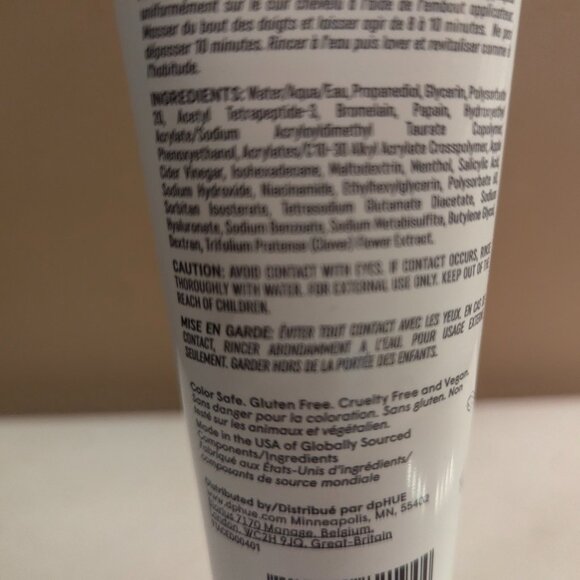 uniformément sur le cuir chevelu à l'aide de l'embout applicateur.
Masser du bout des doigts et laisser agir de 8 à 10 minutes. Ne pas
dépasser 10 minutes. Rincer à l'eau puis laver et revitaliser comme à
l'habitude.
INGREDIENTS: Water/Aqua/Eau, Propanediol, Glycerin, Polysorbate
20, Acetyl Tetrapeptide-3, Bromelain, Papain, Hydroxyethyl
Acrylate/Sodium Acryloyldimethyl Taurate Copolymer,
Phenoxyethanol, Acrylates/C10-30 Alkyl Acrylate Crosspolymer, Apple
Cider Vinegar, Isohexadecane, Maltodextrin, Menthol, Salicylic Acid,
Sodium Hydroxide, Niacinamide, Ethylhexylglycerin, Polysorbate 60,
Sorbitan Isostearate, Tetrasodium Glutamate Diacetate, Sodium
Hyaluronate, Sodium Benzoate, Sodium Metabisulfite, Butylene Glycol,
Dextran, Trifolium Pratense (Clover) Flower Extract.
CAUTION: AVOID CONTACT WITH EYES. IF CONTACT OCCURS, RINSE
THOROUGHLY WITH WATER. FOR EXTERNAL USE ONLY. KEEP OUT OF THE
REACH OF CHILDREN.
MISE EN GARDE: ÉVITER TOUT CONTACT AVEC LES YEUX. EN CAS DE
CONTACT, RINCER ABONDAMMENT À L'EAU. POUR USAGE EXTERNE
SEULEMENT. GARDER HORS DE LA PORTÉE DES ENFANTS.
Color Safe. Gluten Free. Cruelty Free and Vegan.
Sans danger pour la coloration. Sans gluten. Non
testé sur les animaux et végétalien.
Made in the USA of Globally Sourced
Components/Ingredients
Fabriqué aux États-Unis d'ingrédients/
composants de source mondiale
Distributed by/Distribué par dpHUE
www.dphue.com Minneapolis, MN, 55402
7170 Manage, Belgium.
London, WC2H 9JQ, Great-Britain